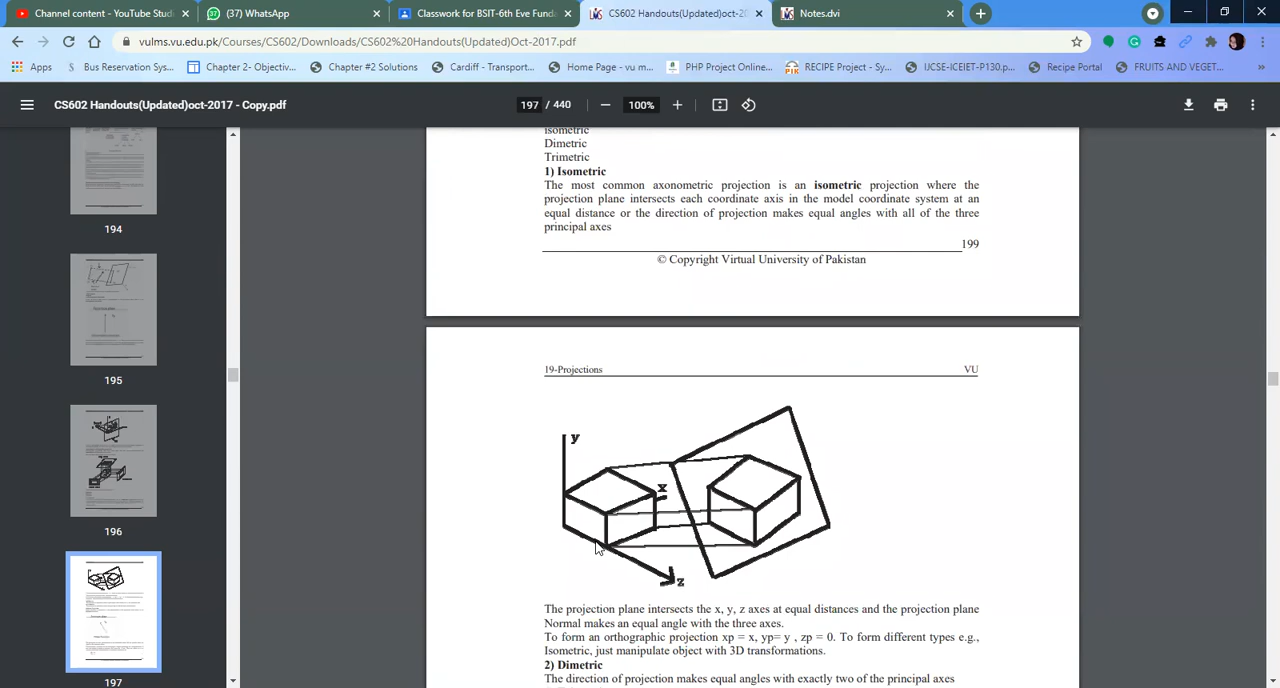 Channel content - YouTube Stud
(37) WhatsApp
Classwork for BSIT-6th Eve Fund
CS602 Handouts(Updated)oct-20
Notes.dvi
vulms.vu.edu.pk/Courses/CS602/Downloads/CS602%20Handouts(Updated)Oct-2017.pdf
Apps
Bus Reservation Sys...
Chapter 2- Objectiv...
Chapter #2 Solutions
Cardiff - Transport...
Home Page - vu m...
PHP Project Online...
RECIPE Project - Sy...
IJCSE-ICEIET-P130.p...
Recipe Portal
FRUITS AND VEGET...
»
CS602 Handouts(Updated)oct-2017 - Copy.pdf
197 / 440
100%
194
195
196
197
isometric
Dimetric
Trimetric
1) Isometric
The most common axonometric projection is an isometric projection where the
projection plane intersects each coordinate axis in the model coordinate system at an
equal distance or the direction of projection makes equal angles with all of the three
principal axes
199
© Copyright Virtual University of Pakistan
19-Projections VU
y
x
z
The projection plane intersects the x, y, z axes at equal distances and the projection plane
Normal makes an equal angle with the three axes.
To form an orthographic projection xp = x, yp= y , zp = 0. To form different types e.g.,
Isometric, just manipulate object with 3D transformations.
2) Dimetric
The direction of projection makes equal angles with exactly two of the principal axes